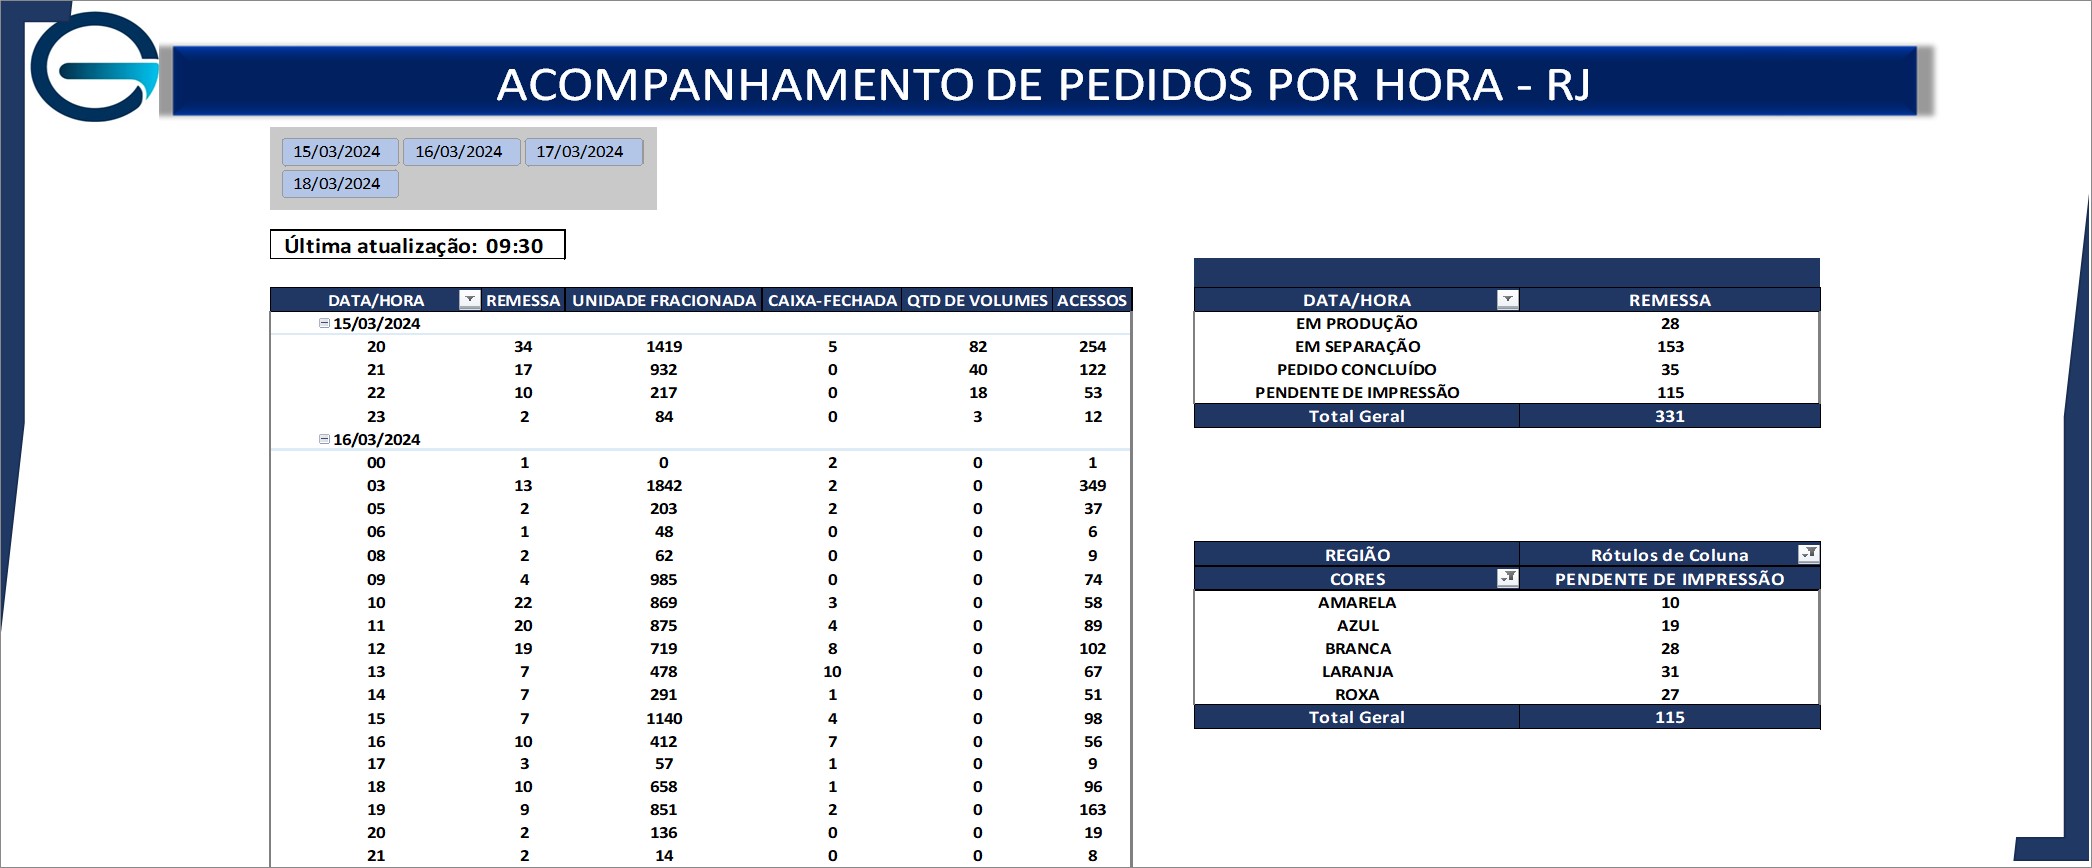 ACOMPANHAMENTO DE PEDIDOS POR HORA - RJ
15/03/2024 16/03/2024 17/03/2024
18/03/2024
Última atualização: 09:30
DATA/HORA REMESSA UNIDADE FRACIONADA CAIXA-FECHADA QTD DE VOLUMES ACESSOS
15/03/2024
20 34 1419 5 82 254
21 17 932 0 40 122
22 10 217 0 18 53
23 2 84 0 3 12
16/03/2024
00 1 0 2 0 1
03 13 1842 2 0 349
05 2 203 2 0 37
06 1 48 0 0 6
08 2 62 0 0 9
09 4 985 0 0 74
10 22 869 3 0 58
11 20 875 4 0 89
12 19 719 8 0 102
13 7 478 10 0 67
14 7 291 1 0 51
15 7 1140 4 0 98
16 10 412 7 0 56
17 3 57 1 0 9
18 10 658 1 0 96
19 9 851 2 0 163
20 2 136 0 0 19
21 2 14 0 0 8
DATA/HORA REMESSA
EM PRODUÇÃO 28
EM SEPARAÇÃO 153
PEDIDO CONCLUÍDO 35
PENDENTE DE IMPRESSÃO 115
Total Geral 331
REGIÃO Rótulos de Coluna
CORES PENDENTE DE IMPRESSÃO
AMARELA 10
AZUL 19
BRANCA 28
LARANJA 31
ROXA 27
Total Geral 115